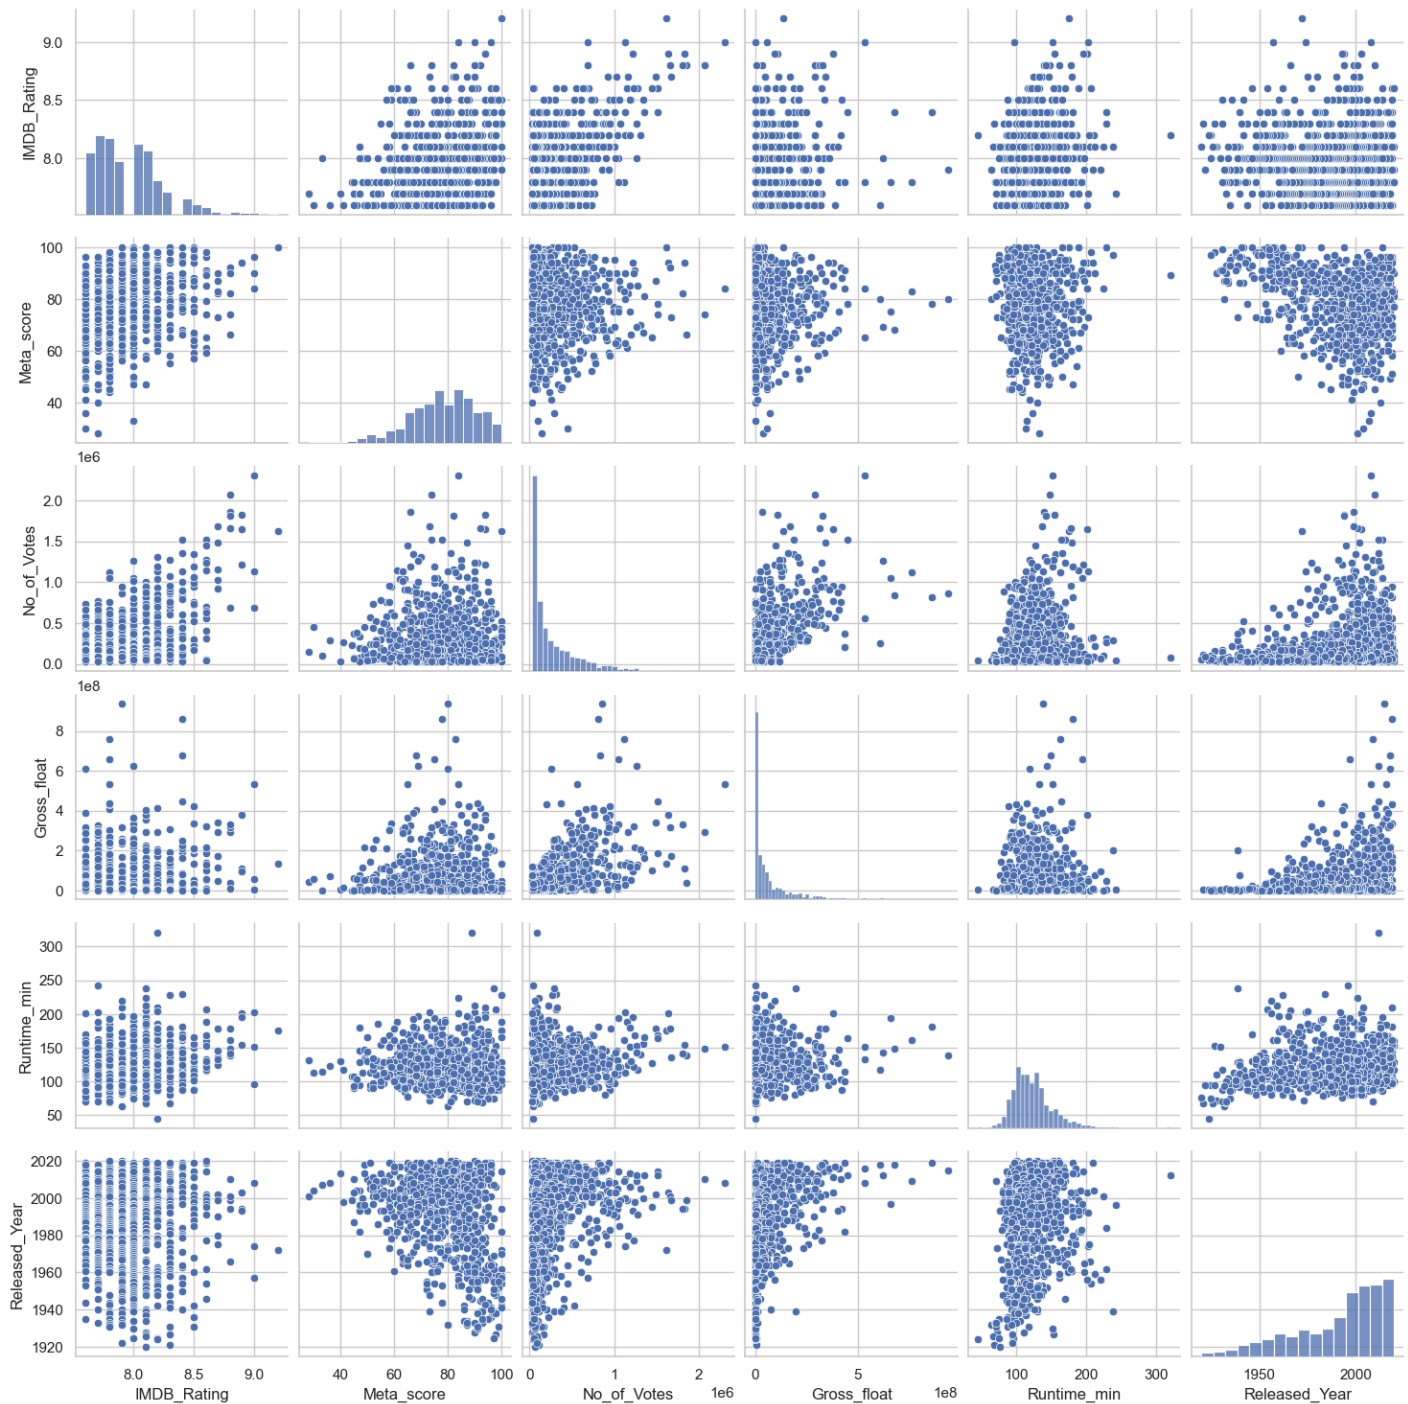 9.0
8.5
8.0
IMDB_Rating
100
80
60
40
Meta_score
1e6
2.0
1.5
1.0
0.5
0.0
No_of_Votes
1e8
8
6
4
2
0
Gross_float
300
250
200
150
100
50
Runtime_min
2020
2000
1980
1960
1940
1920
Released_Year
8.0 8.5 9.0 40 60 80 100 0 1 2 0 5 100 200 300 1950 2000
IMDB_Rating Meta_score No_of_Votes 1e6 Gross_float 1e8 Runtime_min Released_Year